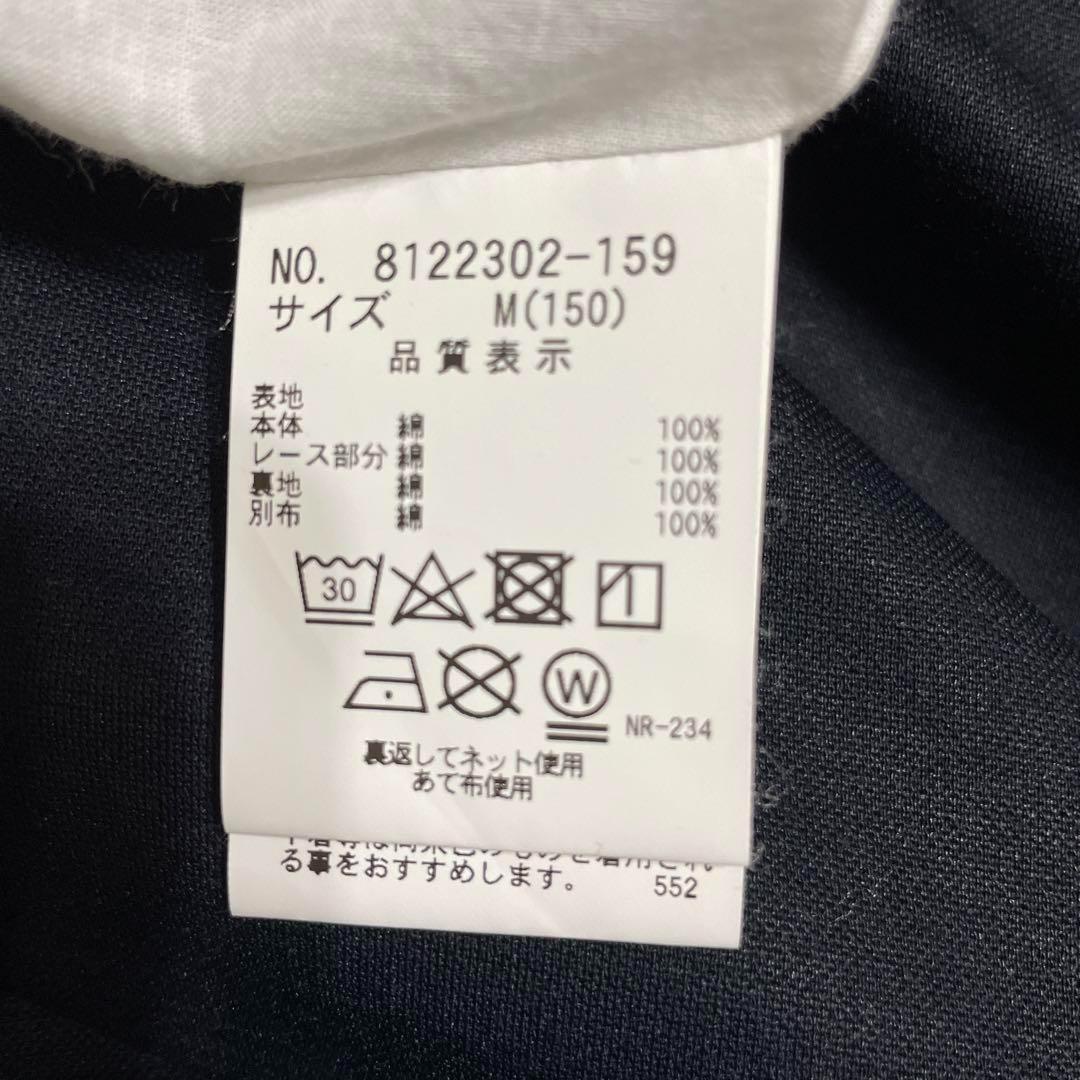 NO. 8122302-159
サイズ M(150)
品質表示
表地
本体 綿 100%
レース部分 綿 100%
裏地 綿 100%
別布 綿 100%
30
W
NR-234
裏返してネット使用
あて布使用
る事をおすすめします。 552